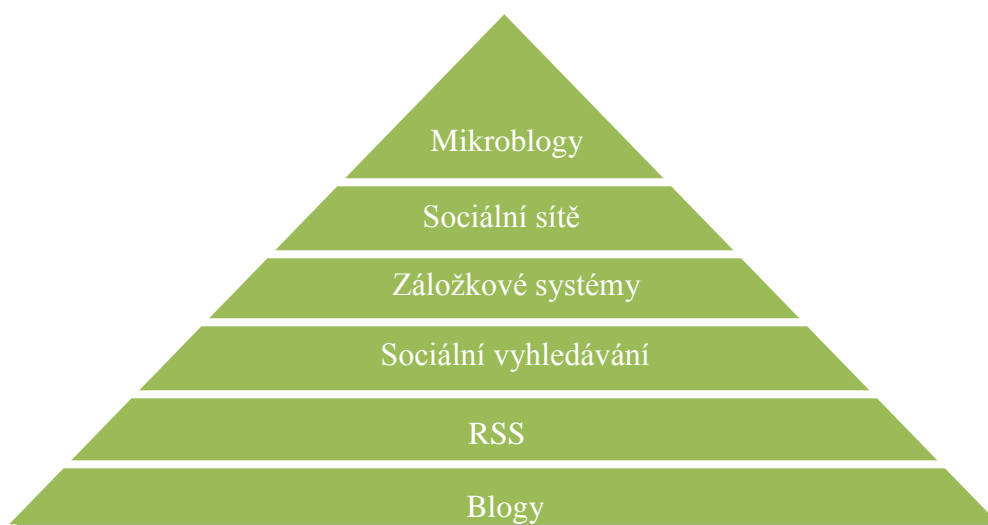 Mikroblogy
Sociální sítě
Záložkové systémy
Sociální vyhledávání
RSS
Blogy